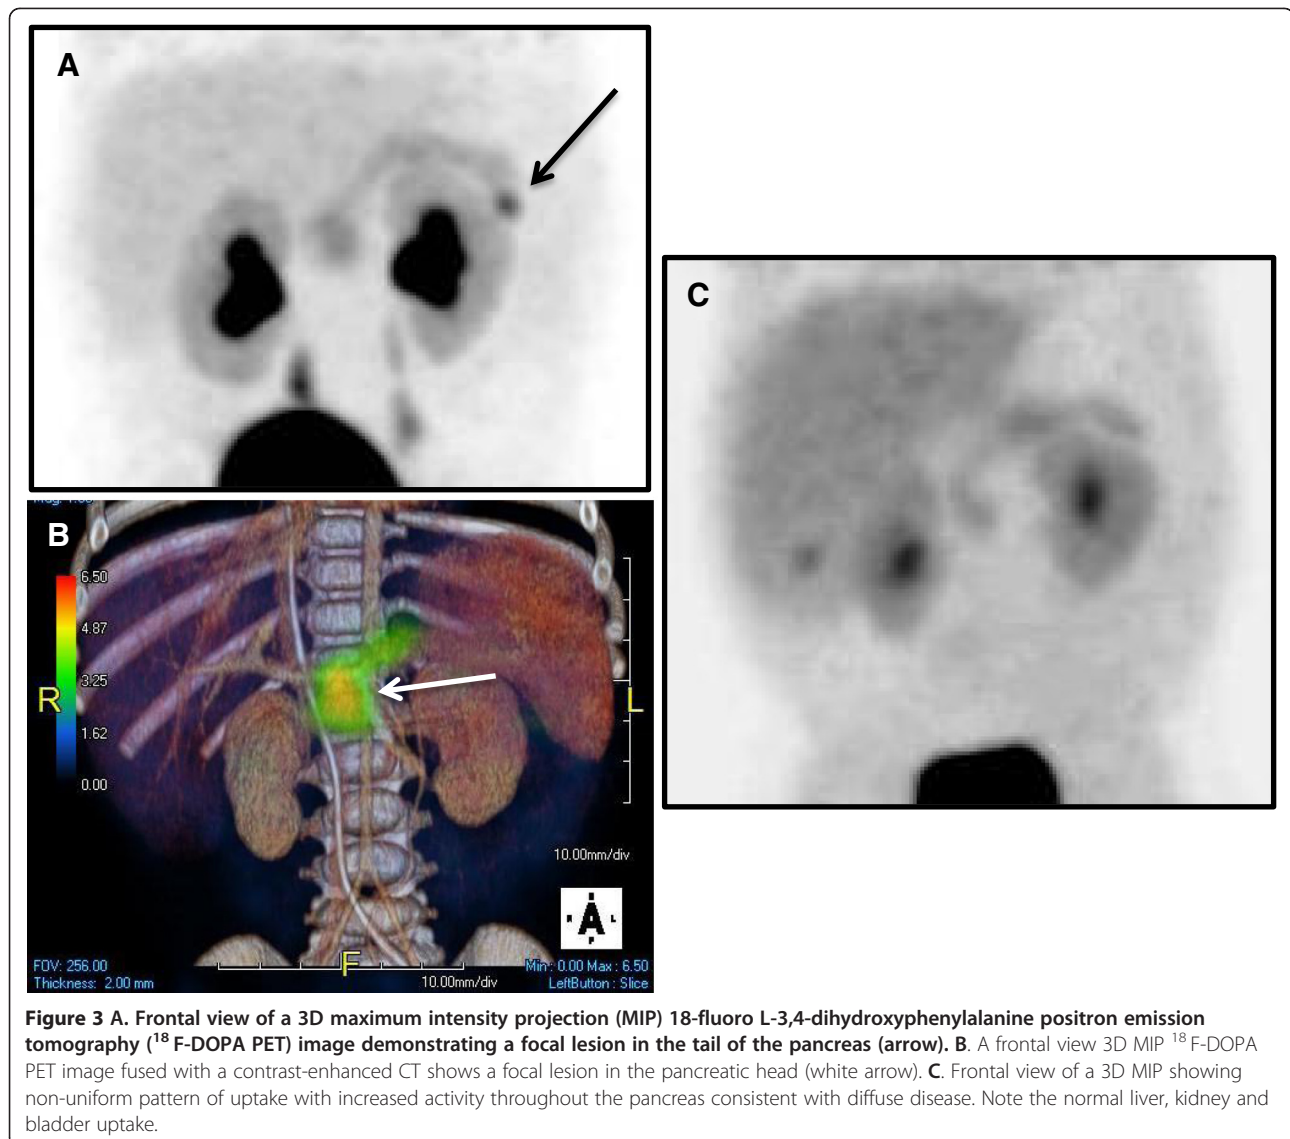 A
B
6.50
4.87
3.25
1.62
0.00
R
L
10.00mm/div
A
R
L
F
FOV: 256.00
Thickness: 2.00 mm
F
10.00mm/div
Min : 0.00 Max : 6.50
LeftButton : Slice
C
Figure 3 A. Frontal view of a 3D maximum intensity projection (MIP) 18-fluoro L-3,4-dihydroxyphenylalanine positron emission
tomography (¹⁸ F-DOPA PET) image demonstrating a focal lesion in the tail of the pancreas (arrow). B. A frontal view 3D MIP ¹⁸ F-DOPA
PET image fused with a contrast-enhanced CT shows a focal lesion in the pancreatic head (white arrow). C. Frontal view of a 3D MIP showing
non-uniform pattern of uptake with increased activity throughout the pancreas consistent with diffuse disease. Note the normal liver, kidney and
bladder uptake.